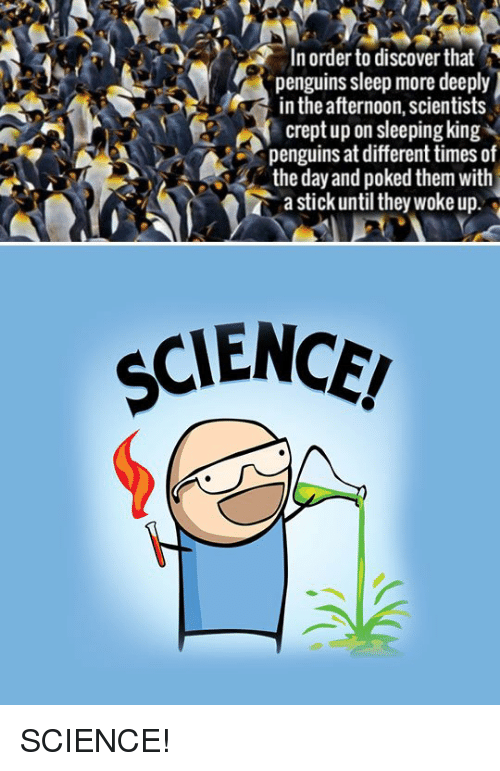 In order to discover that
penguins sleep more deeply
in the afternoon, scientists
crept up on sleeping king
penguins at different times of
the day and poked them with
a stick until they woke up.
SCIENCE!
SCIENCE!